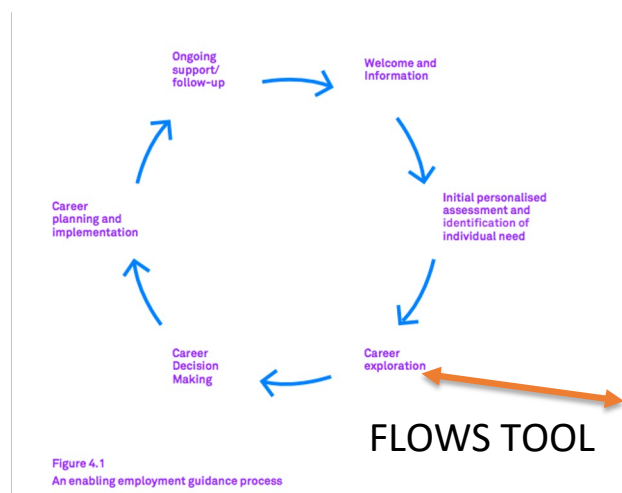 Ongoing
support/
follow-up
Welcome and
Information
Initial personalised
assessment and
identification of
individual need
Career
exploration
Career
Decision
Making
Career
planning and
implementation
FLOWS TOOL
Figure 4.1
An enabling employment guidance process